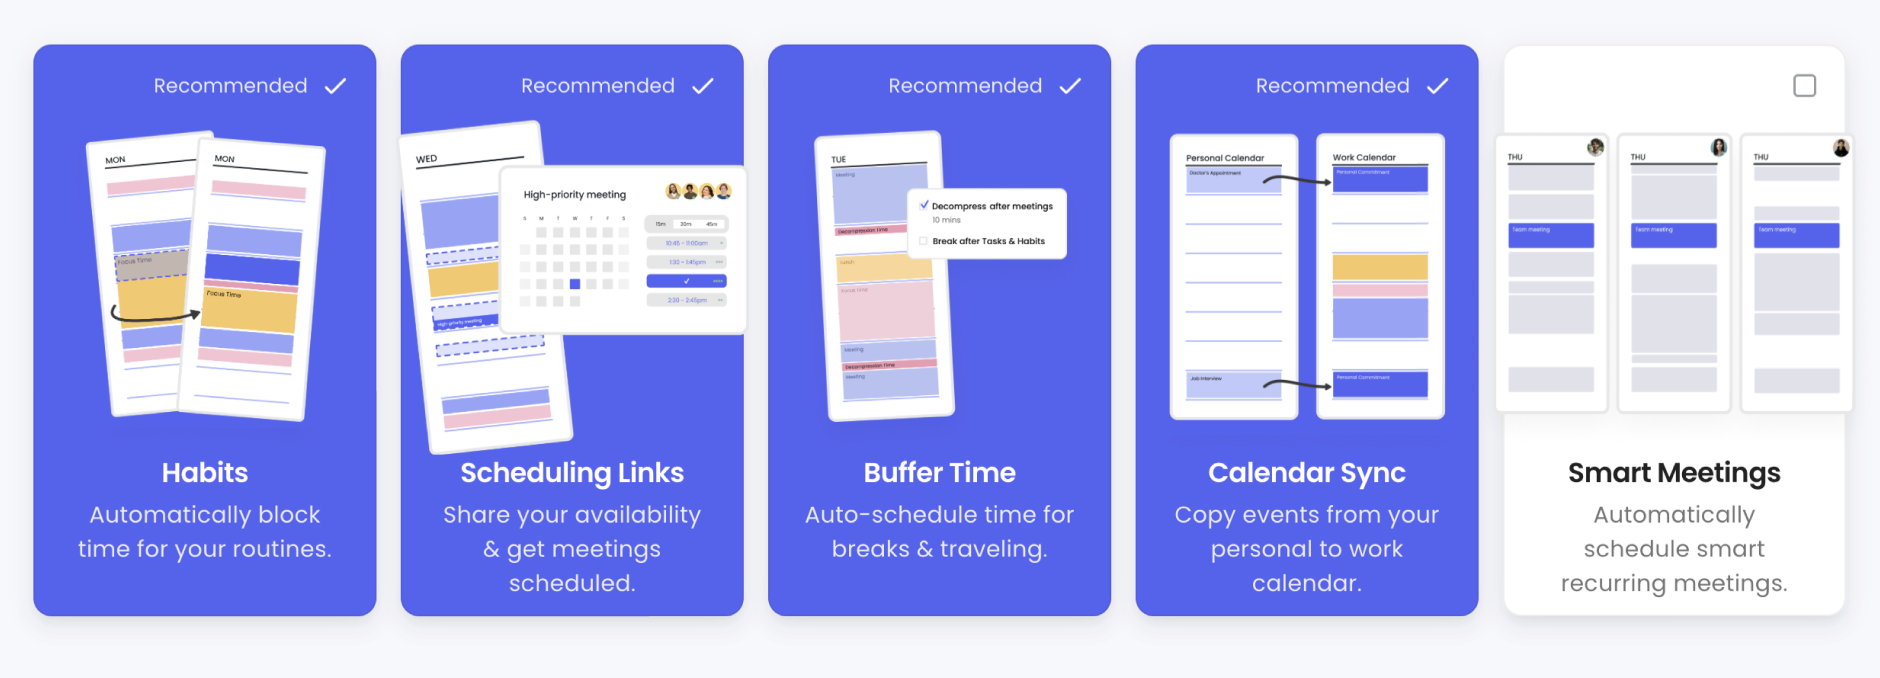 Recommended
MON
MON
Focus Time
Focus Time
Habits
Automatically block
time for your routines.
Recommended
WED
High-priority meeting
S M T W T F S
15m 30m 45m
10:45 - 11:00am
1:30 - 1:45pm
2:30 - 2:45pm
High-priority meeting
Scheduling Links
Share your availability
& get meetings
scheduled.
Recommended
TUE
Meeting
Decompression Time
Lunch
Focus Time
Meeting
Decompression Time
Meeting
Decompress after meetings
10 mins
Break after Tasks & Habits
Buffer Time
Auto-schedule time for
breaks & traveling.
Recommended
Personal Calendar
Doctor's Appointment
Job Interview
Work Calendar
Personal Commitment
Personal Commitment
Calendar Sync
Copy events from your
personal to work
calendar.
THU
Team meeting
THU
Team meeting
THU
Team meeting
Smart Meetings
Automatically
schedule smart
recurring meetings.